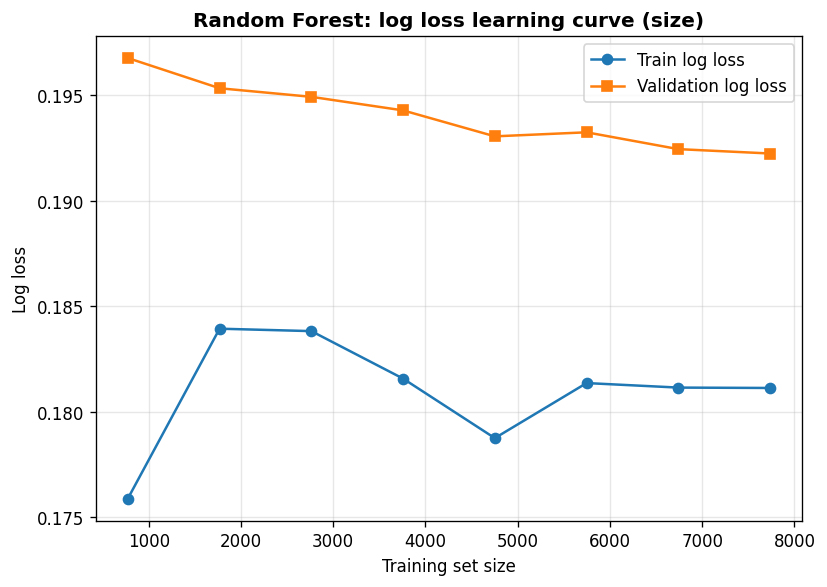 Random Forest: log loss learning curve (size)
Train log loss
Validation log loss
Log loss
0.195
0.190
0.185
0.180
0.175
1000 2000 3000 4000 5000 6000 7000 8000
Training set size